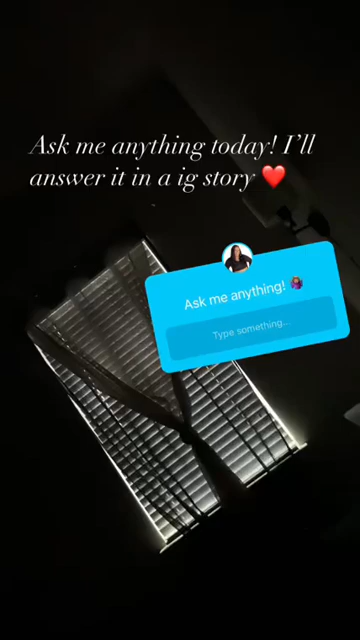 Ask me anything today! I'll
answer it in a ig story ❤️
Ask me anything! 🤷🏾‍♀️
Type something...